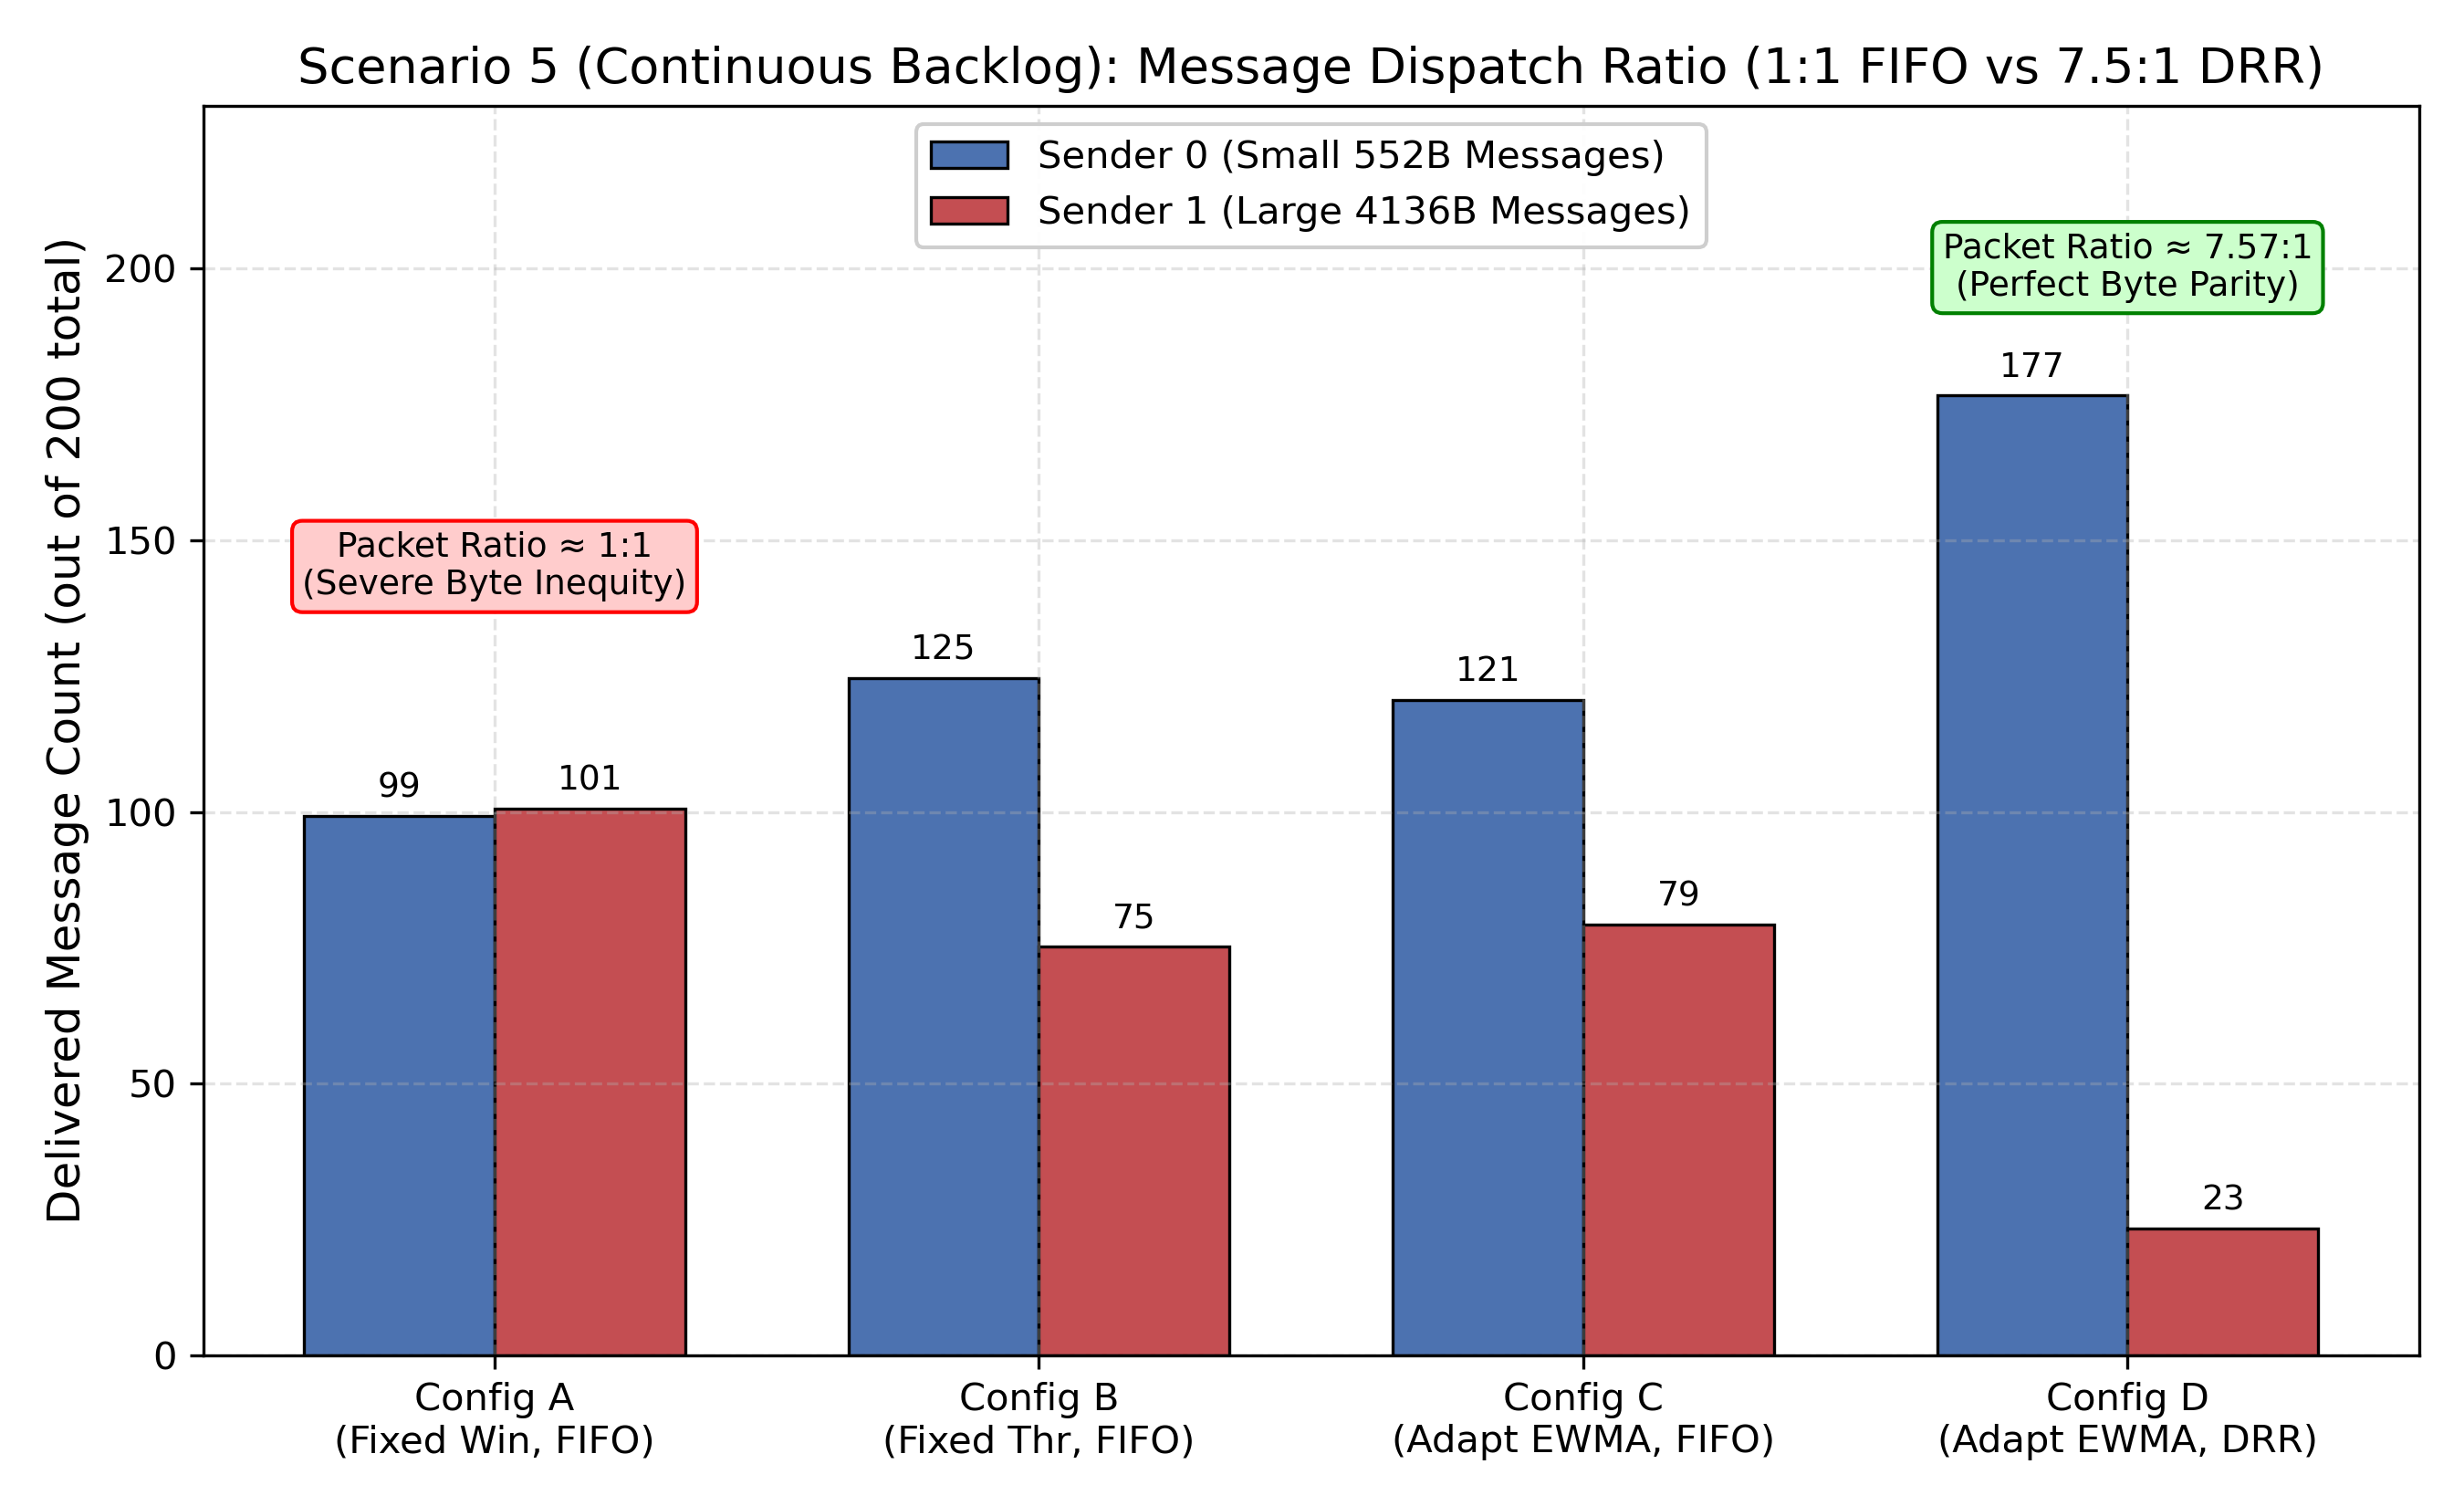 Scenario 5 (Continuous Backlog): Message Dispatch Ratio (1:1 FIFO vs 7.5:1 DRR)
Sender 0 (Small 552B Messages)
Sender 1 (Large 4136B Messages)
Delivered Message Count (out of 200 total)
200
150
100
50
0
Packet Ratio ≈ 1:1
(Severe Byte Inequity)
Packet Ratio ≈ 7.57:1
(Perfect Byte Parity)
99
101
125
75
121
79
177
23
Config A
(Fixed Win, FIFO)
Config B
(Fixed Thr, FIFO)
Config C
(Adapt EWMA, FIFO)
Config D
(Adapt EWMA, DRR)